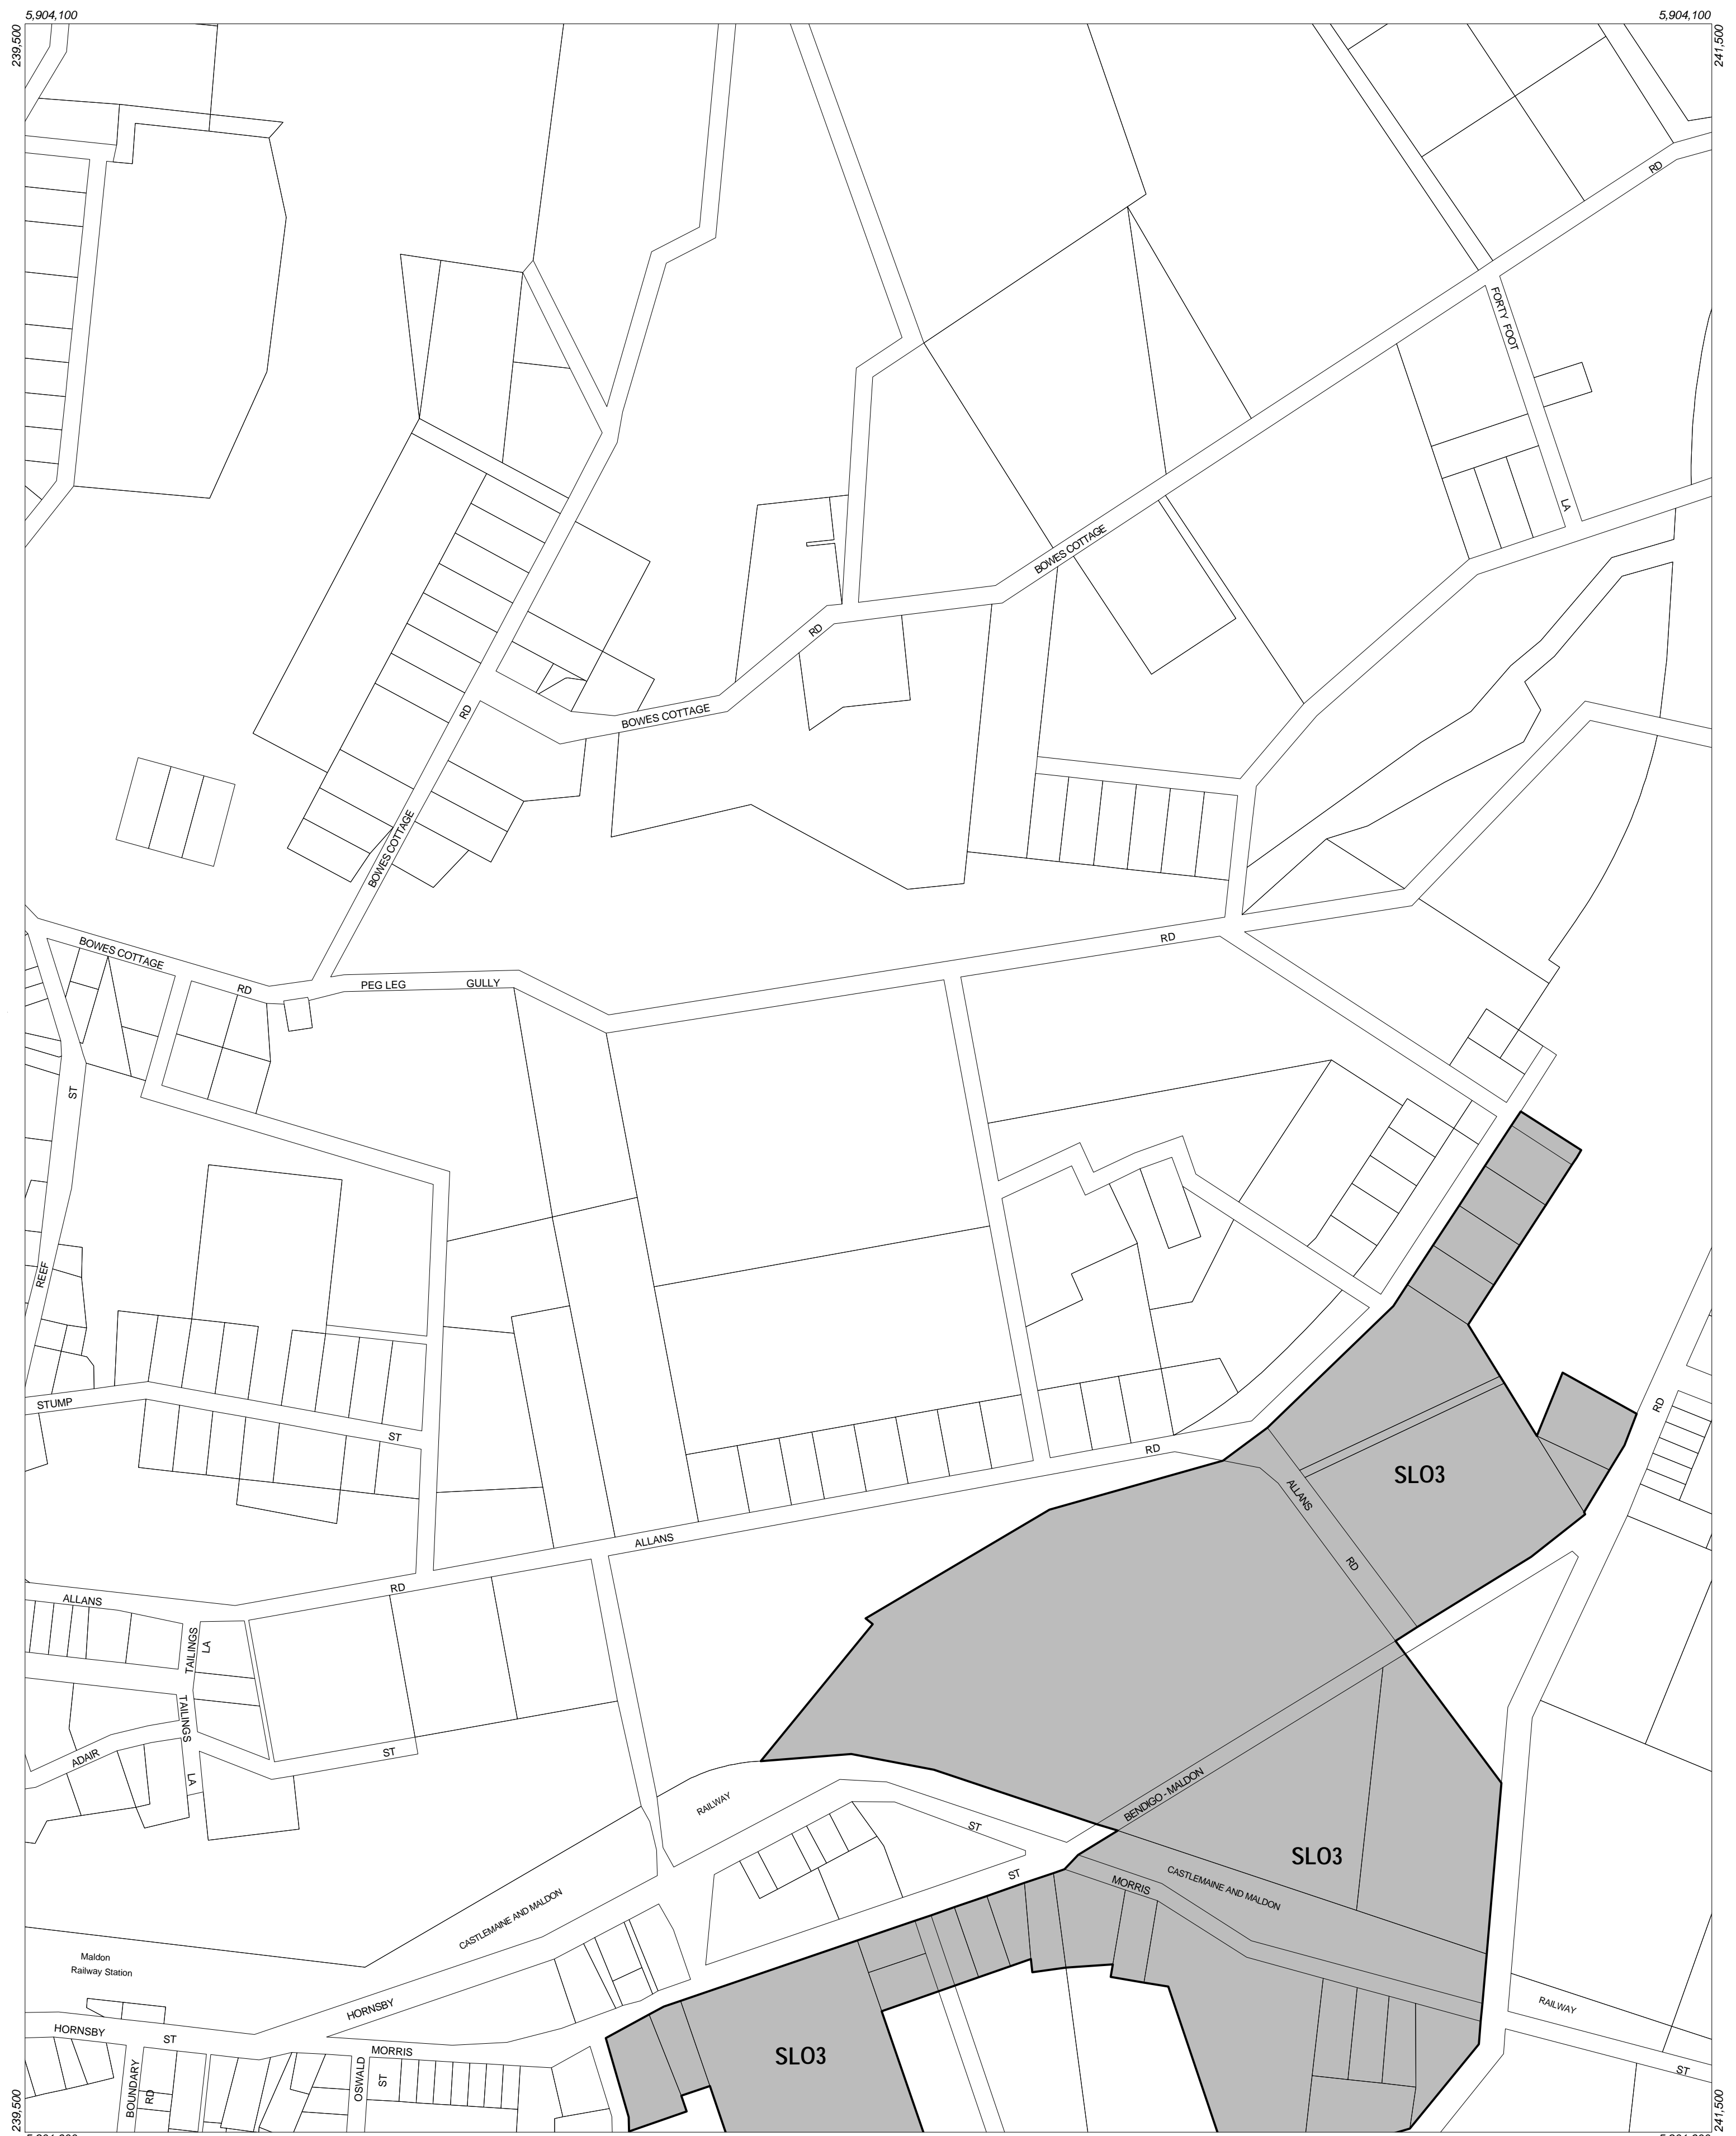 5,904,100
5,904,100
239,500
241,500
RD
FORTY FOOT
LA
BOWES COTTAGE
RD
BOWES COTTAGE
RD
BOWES COTTAGE
BOWES COTTAGE
RD
PEG LEG GULLY
RD
ST
REEF
STUMP
ST
RD
RD
ALLANS
SLO3
ALLANS
RD
ALLANS
RD
TAILINGS
LA
TAILINGS
LA
ADAIR
ST
RAILWAY
ST
BENDIGO - MALDON
SLO3
ST
MORRIS
CASTLEMAINE AND MALDON
CASTLEMAINE AND MALDON
Maldon
Railway Station
HORNSBY
HORNSBY
ST
MORRIS
RAILWAY
ST
SLO3
BOUNDARY
RD
OSWALD
ST
239,500
241,500